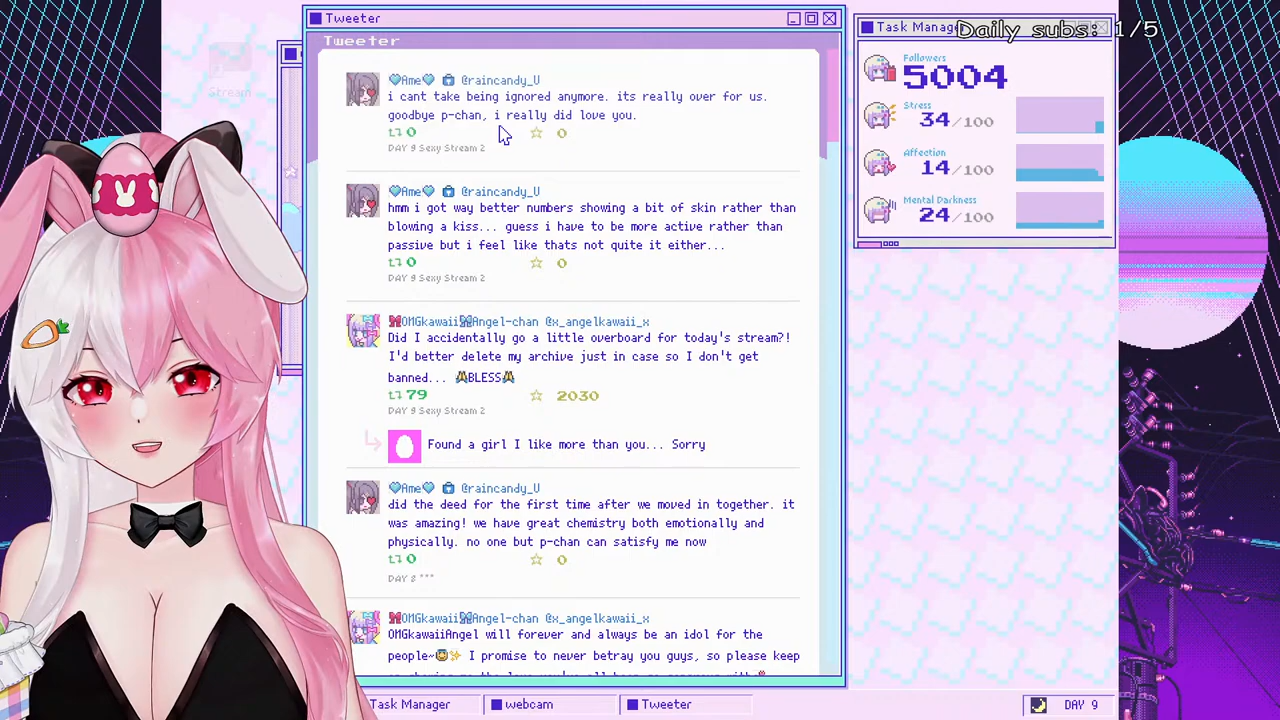 Tweeter
Task Manag
Daily subs: 1/5
Stream
Tweeter
Ame @raincandy_U
i cant take being ignored anymore. its really over for us.
goodbye p-chan, i really did love you.
0 0
DAY 9 Sexy Stream 2
Ame @raincandy_U
hmm i got way better numbers showing a bit of skin rather than
blowing a kiss... guess i have to be more active rather than
passive but i feel like thats not quite it either...
0 0
DAY 9 Sexy Stream 2
OMGkawaii Angel-chan @x_angelkawaii_x
Did I accidentally go a little overboard for today's stream?!
I'd better delete my archive just in case so I don't get
banned... BLESS
79 2030
DAY 9 Sexy Stream 2
Found a girl I like more than you... Sorry
Ame @raincandy_U
did the deed for the first time after we moved in together. it
was amazing! we have great chemistry both emotionally and
physically. no one but p-chan can satisfy me now
0 0
DAY 8 ***
OMGkawaii Angel-chan @x_angelkawaii_x
OMGkawaiiAngel will forever and always be an idol for the
people~ I promise to never betray you guys, so please keep
Followers
5004
Stress
34/100
Affection
14/100
Mental Darkness
24/100
Task Manager
webcam
Tweeter
DAY 9